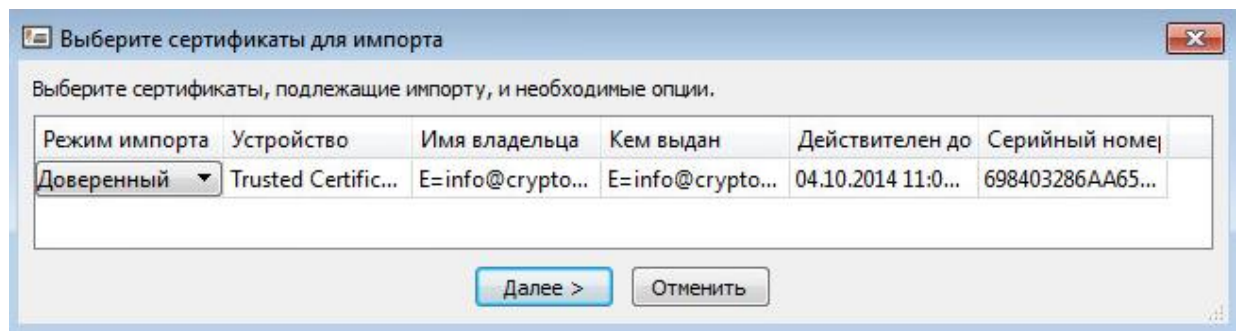 Выберите сертификаты для импорта
Выберите сертификаты, подлежащие импорту, и необходимые опции.
Режим импорта Устройство Имя владельца Кем выдан Действителен до Серийный номер
Доверенный Trusted Certific... E=info@crypto... E=info@crypto... 04.10.2014 11:0... 698403286AA65...
Далее > Отменить